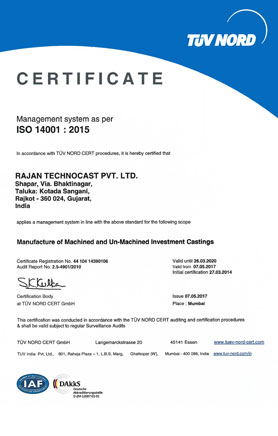 TÜV NORD
CERTIFICATE
Management system as per
ISO 14001 : 2015
In accordance with TÜV NORD CERT procedures, it is hereby certified that
RAJAN TECHNOCAST PVT. LTD.
Shapar, Via. Bhaktinagar,
Taluka: Kotada Sangani,
Rajkot - 360 024, Gujarat,
India
applies a management system in line with the above standard for the following scope
Manufacture of Machined and Un-Machined Investment Castings
Certificate Registration No. 44 104 14390106 Valid until 26.03.2020
Audit Report No. 2.5-4901/2010 Valid from 07.05.2017
Initial certification 27.03.2014
Certification Body Issue 07.05.2017
at TÜV NORD CERT GmbH Place : Mumbai
This certification was conducted in accordance with the TÜV NORD CERT auditing and certification procedures
& shall be valid subject to regular Surveillance Audits
TÜV NORD CERT GmbH Langemarckstrasse 20 45141 Essen www.tuev-nord-cert.com
TUV India Pvt. Ltd., 801, Raheja Plaza – 1, L.B.S. Marg, Ghatkopar (W), Mumbai - 400 086, India www.tuv-nord.com/in
IAF
DAkkS
Deutsche
Akkreditierungsstelle